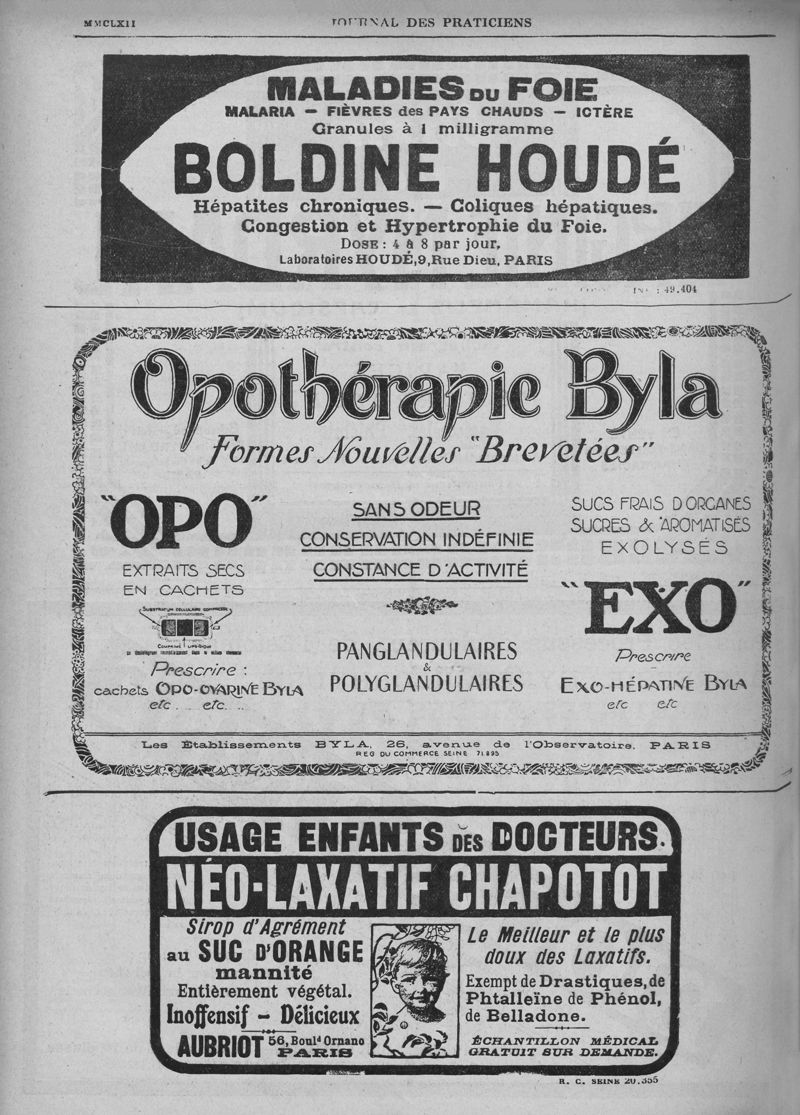 MMCLXII
JOURNAL DES PRATICIENS
MALADIES DU FOIE
MALARIA — FIÈVRES des PAYS CHAUDS — ICTÈRE
Granules à 1 milligramme
BOLDINE HOUDÉ
Hépatites chroniques. — Coliques hépatiques.
Congestion et Hypertrophie du Foie.
DOSE : 4 à 8 par jour,
Laboratoires HOUDÉ, 9, Rue Dieu, PARIS
: 49.404
Opothérapie Byla
Formes Nouvelles "Brevetées"
"OPO"
EXTRAITS SECS
EN CACHETS
SUBSTRATUM CELLULAIRE COMPRIMÉE
COMPRIMÉ LIPOIDIQUE
Prescrire :
cachets OPO-OVARINE BYLA
etc... etc...
SANS ODEUR
CONSERVATION INDÉFINIE
CONSTANCE D'ACTIVITÉ
PANGLANDULAIRES
&
POLYGLANDULAIRES
SUCS FRAIS D'ORGANES
SUCRES & AROMATISÉS
EXOLYSÉS
"EXO"
Prescrire
EXO-HÉPATINE BYLA
etc etc
Les Établissements BYLA, 26, avenue de l'Observatoire. PARIS
REG DU COMMERCE SEINE 71.895
USAGE ENFANTS DES DOCTEURS.
NÉO-LAXATIF CHAPOTOT
Sirop d'Agrément
au SUC D'ORANGE
mannité
Entièrement végétal.
Inoffensif - Délicieux
AUBRIOT 56, Bould Ornano
PARIS
Le Meilleur et le plus
doux des Laxatifs.
Exempt de Drastiques, de
Phtalleïne de Phénol,
de Belladone.
ÉCHANTILLON MÉDICAL
GRATUIT SUR DEMANDE.
R. C. SEINE 20.355